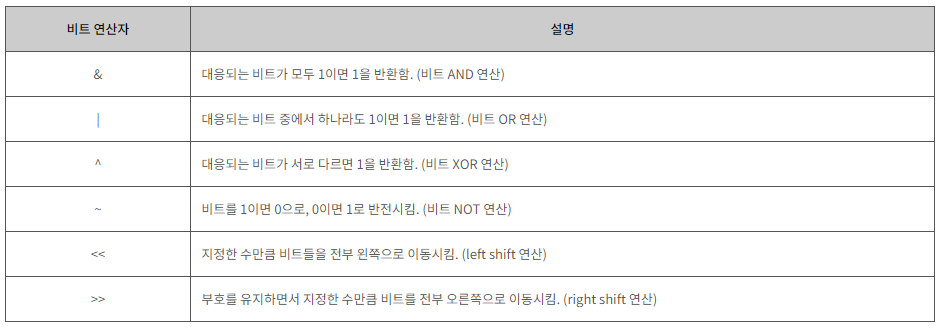 비트 연산자 설명
& 대응되는 비트가 모두 1이면 1을 반환함. (비트 AND 연산)
| 대응되는 비트 중에서 하나라도 1이면 1을 반환함. (비트 OR 연산)
^ 대응되는 비트가 서로 다르면 1을 반환함. (비트 XOR 연산)
~ 비트를 1이면 0으로, 0이면 1로 반전시킴. (비트 NOT 연산)
<< 지정한 수만큼 비트들을 전부 왼쪽으로 이동시킴. (left shift 연산)
>> 부호를 유지하면서 지정한 수만큼 비트를 전부 오른쪽으로 이동시킴. (right shift 연산)